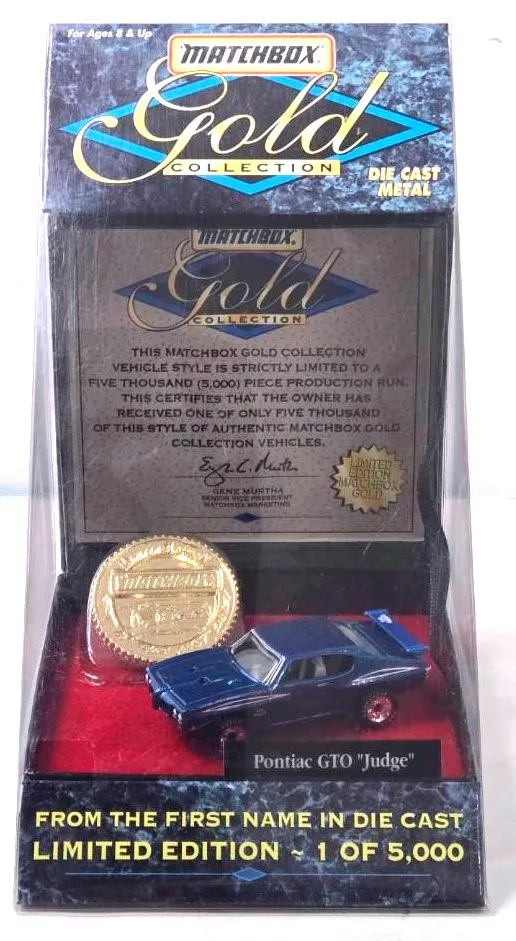 For Ages 8 & Up
MATCHBOX
Gold
COLLECTION
DIE CAST
METAL
MATCHBOX
Gold
COLLECTION
THIS MATCHBOX GOLD COLLECTION
VEHICLE STYLE IS STRICTLY LIMITED TO A
FIVE THOUSAND (5,000) PIECE PRODUCTION RUN.
THIS CERTIFIES THAT THE OWNER HAS
RECEIVED ONE OF ONLY FIVE THOUSAND
OF THIS STYLE OF AUTHENTIC MATCHBOX GOLD
COLLECTION VEHICLES.
GENE MURTHA
SENIOR VICE PRESIDENT
MATCHBOX MARKETING
LIMITED
EDITION
MATCHBOX
GOLD
MATCHBOX
Pontiac GTO "Judge"
FROM THE FIRST NAME IN DIE CAST
LIMITED EDITION ~ 1 OF 5,000